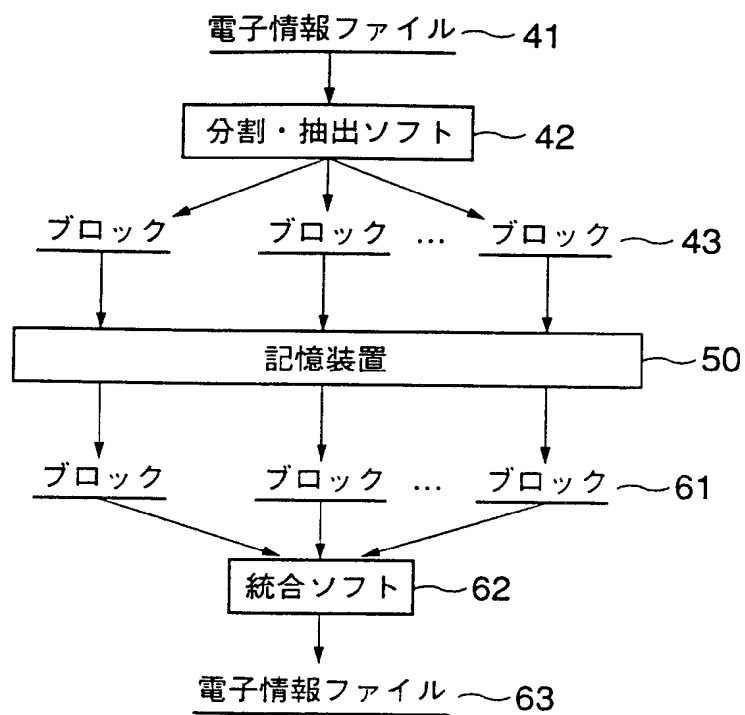 電子情報ファイル 41
分割・抽出ソフト 42
ブロック ブロック … ブロック 43
記憶装置 50
ブロック ブロック … ブロック 61
統合ソフト 62
電子情報ファイル 63